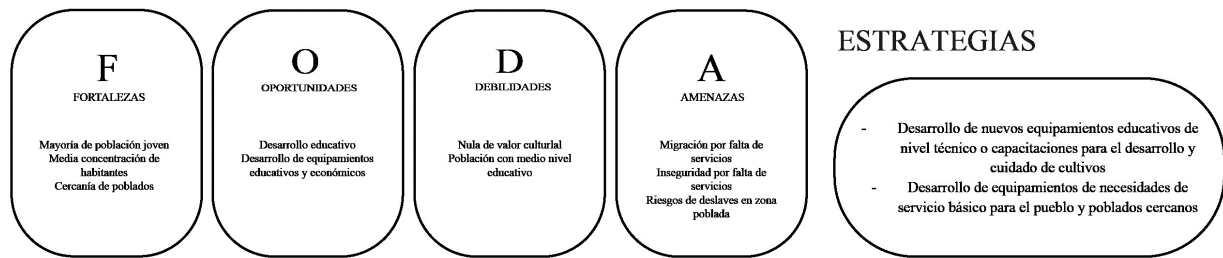 F
FORTALEZAS
Mayoría de población joven
Media concentración de
habitantes
Cercanía de poblados
O
OPORTUNIDADES
Desarrollo educativo
Desarrollo de equipamientos
educativos y económicos
D
DEBILIDADES
Nula de valor culturlal
Población con medio nivel
educativo
A
AMENAZAS
Migración por falta de
servicios
Inseguridad por falta de
servicios
Riesgos de deslaves en zona
poblada
ESTRATEGIAS
- Desarrollo de nuevos equipamientos educativos de
nivel técnico o capacitaciones para el desarrollo y
cuidado de cultivos
- Desarrollo de equipamientos de necesidades de
servicio básico para el pueblo y poblados cercanos